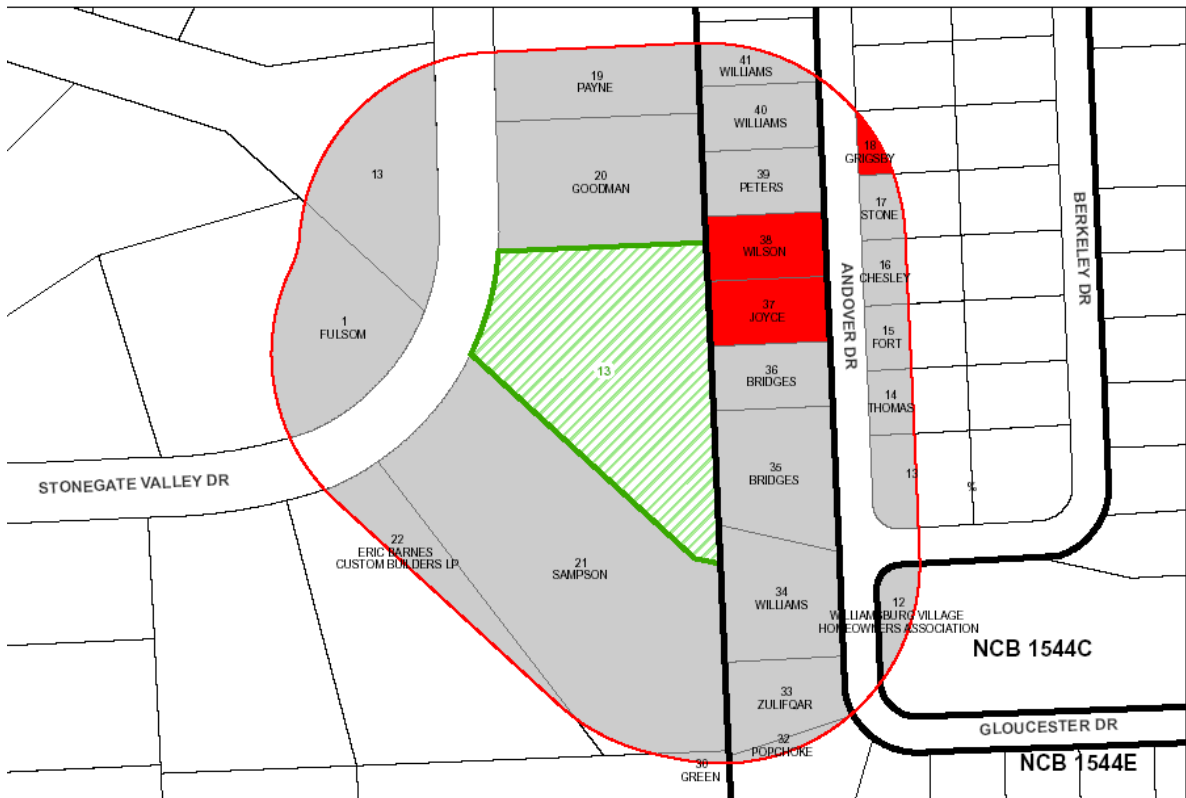 41
WILLIAMS
19
PAYNE
40
WILLIAMS
18
GRIGSBY
13
20
GOODMAN
39
PETERS
17
STONE
38
WILSON
16
CHESLEY
BERKELEY DR
ANDOVER DR
37
JOYCE
1
FULSOM
15
FORT
13
36
BRIDGES
14
THOMAS
35
BRIDGES
13
STONEGATE VALLEY DR
22
ERIC BARNES
CUSTOM BUILDERS LP
21
SAMPSON
34
WILLIAMS
12
WILLIAMSBURG VILLAGE
HOMEOWNERS ASSOCIATION
NCB 1544C
33
ZULIFQAR
GLOUCESTER DR
32
POPCHOKE
30
GREEN
NCB 1544E